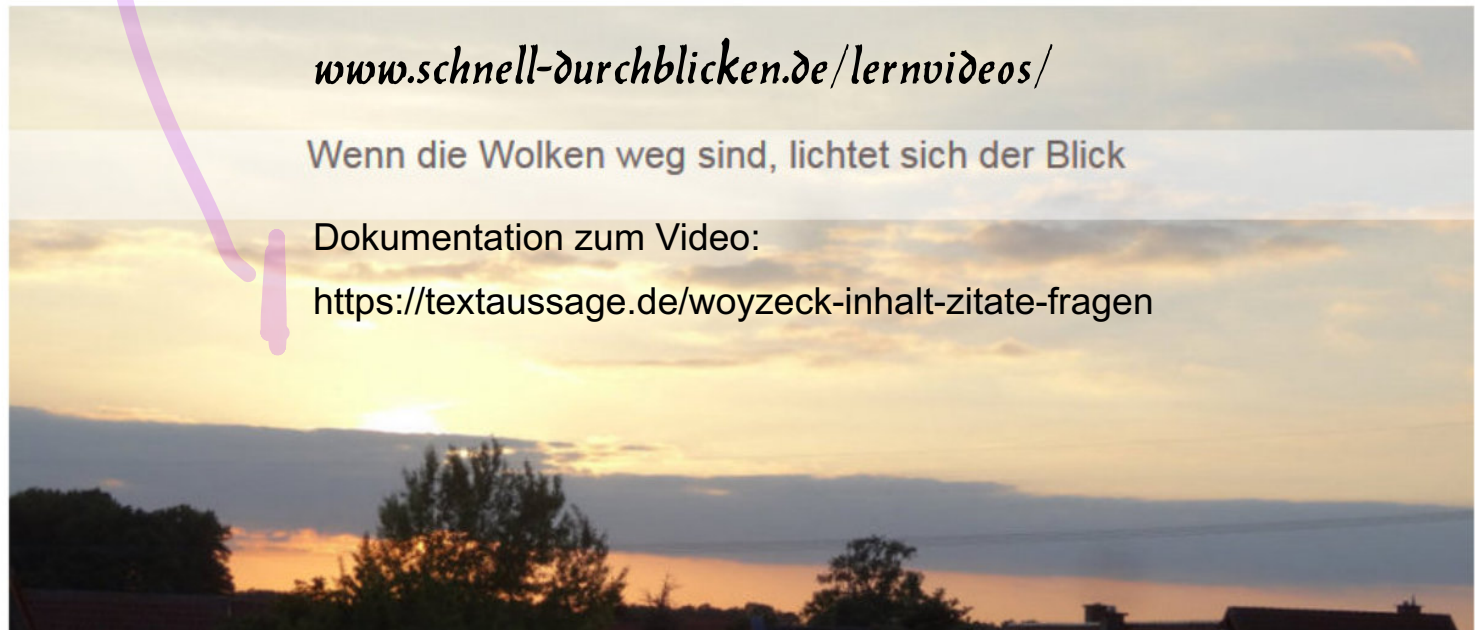 www.schnell-durchblicken.de/lernvideos/
Wenn die Wolken weg sind, lichtet sich der Blick
Dokumentation zum Video:
https://textaussage.de/woyzeck-inhalt-zitate-fragen